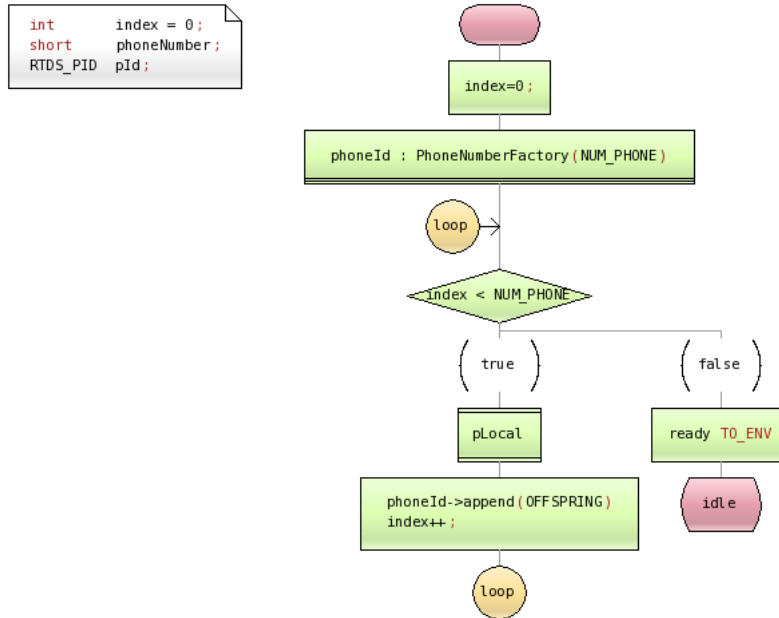 int index = 0;
short phoneNumber;
RTDS_PID pId;
index=0;
phoneId : PhoneNumberFactory(NUM_PHONE)
loop
index < NUM_PHONE
true
false
pLocal
ready TO_ENV
phoneId->append(OFFSPRING)
index++;
idle
loop